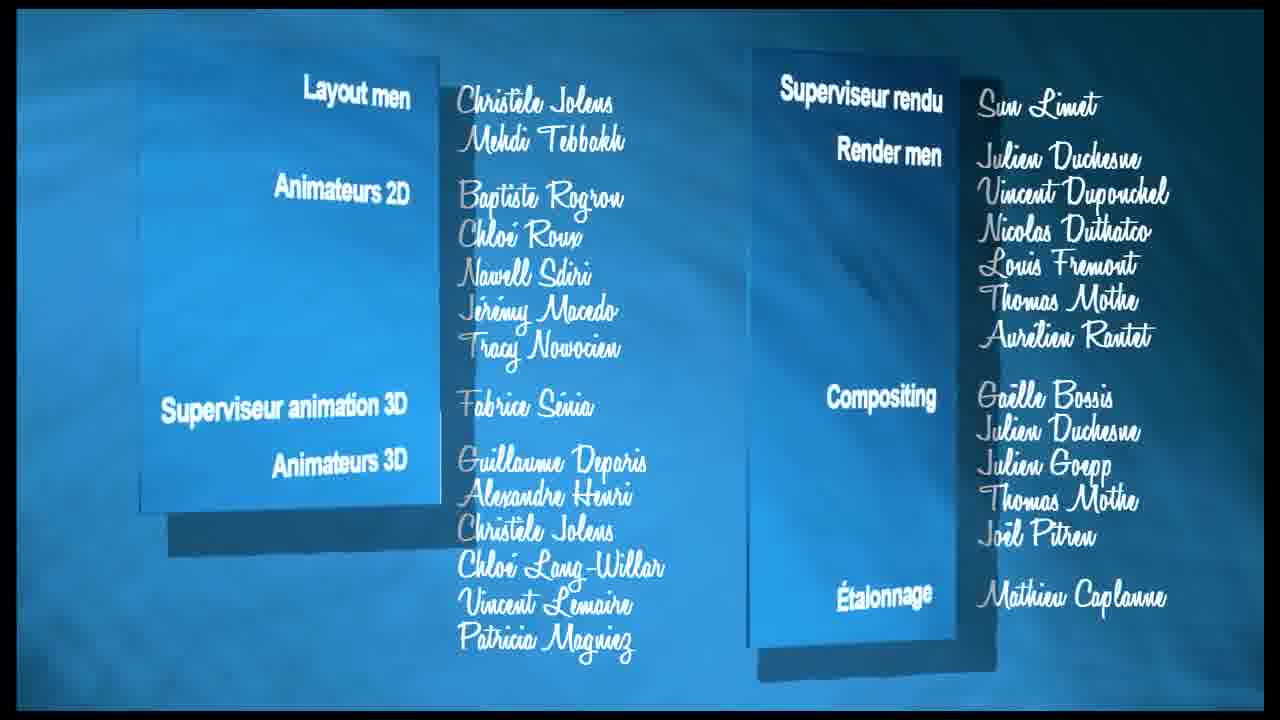 Layout men
Christèle Jolens
Mehdi Tebbakh
Animateurs 2D
Baptiste Rogron
Chloé Roux
Nawell Sdiri
Jérémy Macedo
Tracy Nowocien
Superviseur animation 3D
Fabrice Sénia
Animateurs 3D
Guillaume Deparis
Alexandre Henri
Christèle Jolens
Chloé Lang-Willar
Vincent Lemaire
Patricia Magniez
Superviseur rendu
Sun Limet
Render men
Julien Duchesne
Vincent Duponchel
Nicolas Duthatco
Louis Fremont
Thomas Mothe
Aurélien Rantet
Compositing
Gaëlle Bossis
Julien Duchesne
Julien Goepp
Thomas Mothe
Joël Pitren
Étalonnage
Mathieu Caplanne